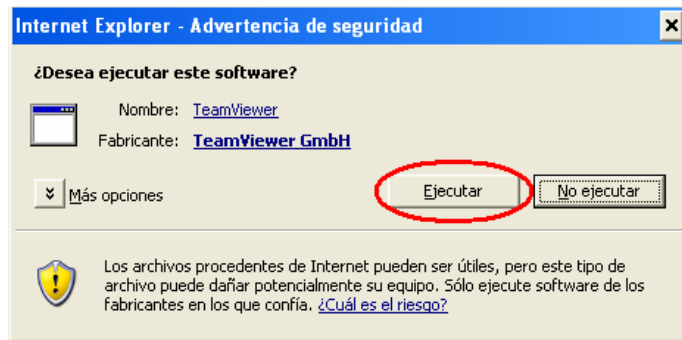 Internet Explorer - Advertencia de seguridad
¿Desea ejecutar este software?
Nombre: TeamViewer
Fabricante: TeamViewer GmbH
Más opciones
Ejecutar
No ejecutar
Los archivos procedentes de Internet pueden ser útiles, pero este tipo de
archivo puede dañar potencialmente su equipo. Sólo ejecute software de los
fabricantes en los que confía. ¿Cuál es el riesgo?